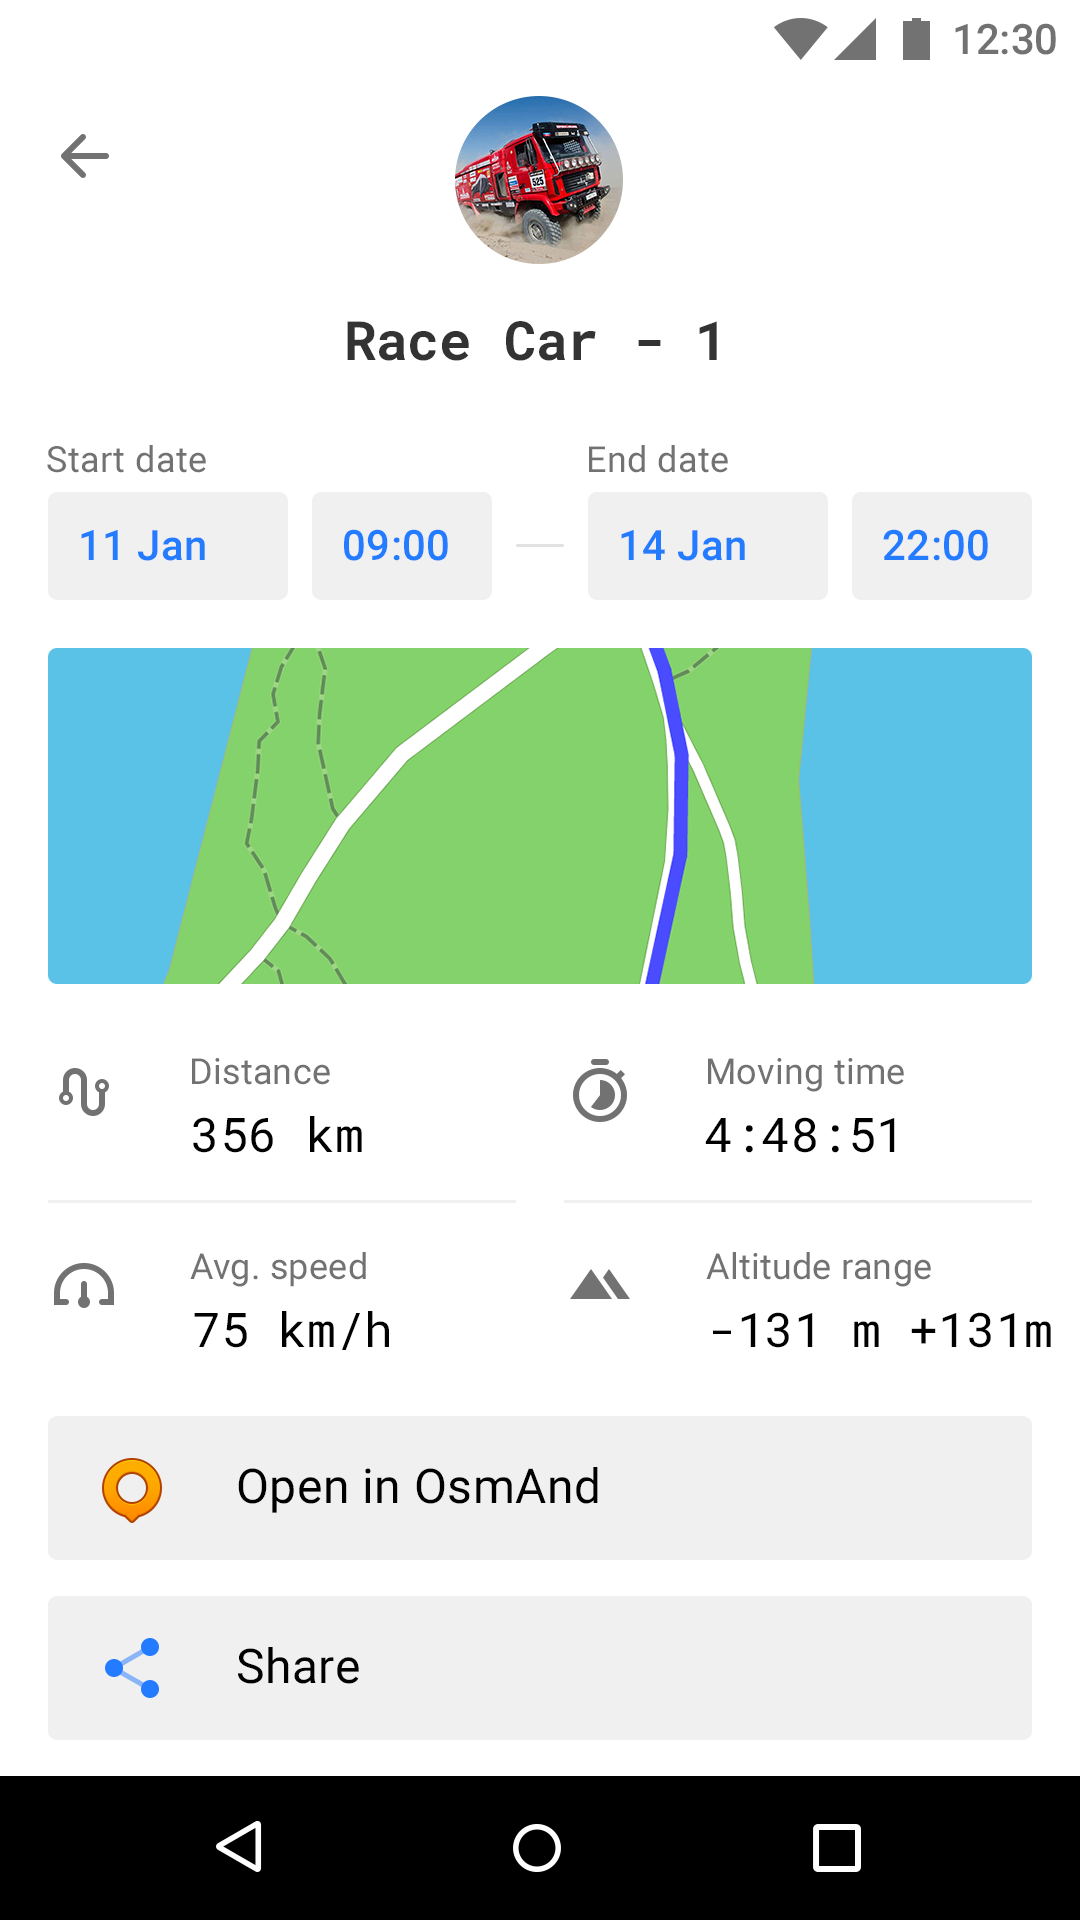 12:30
525
Race Car - 1
Start date
End date
11 Jan
09:00
14 Jan
22:00
Distance
Moving time
356 km
4:48:51
Avg. speed
Altitude range
75 km/h
-131 m +131m
Open in OsmAnd
Share